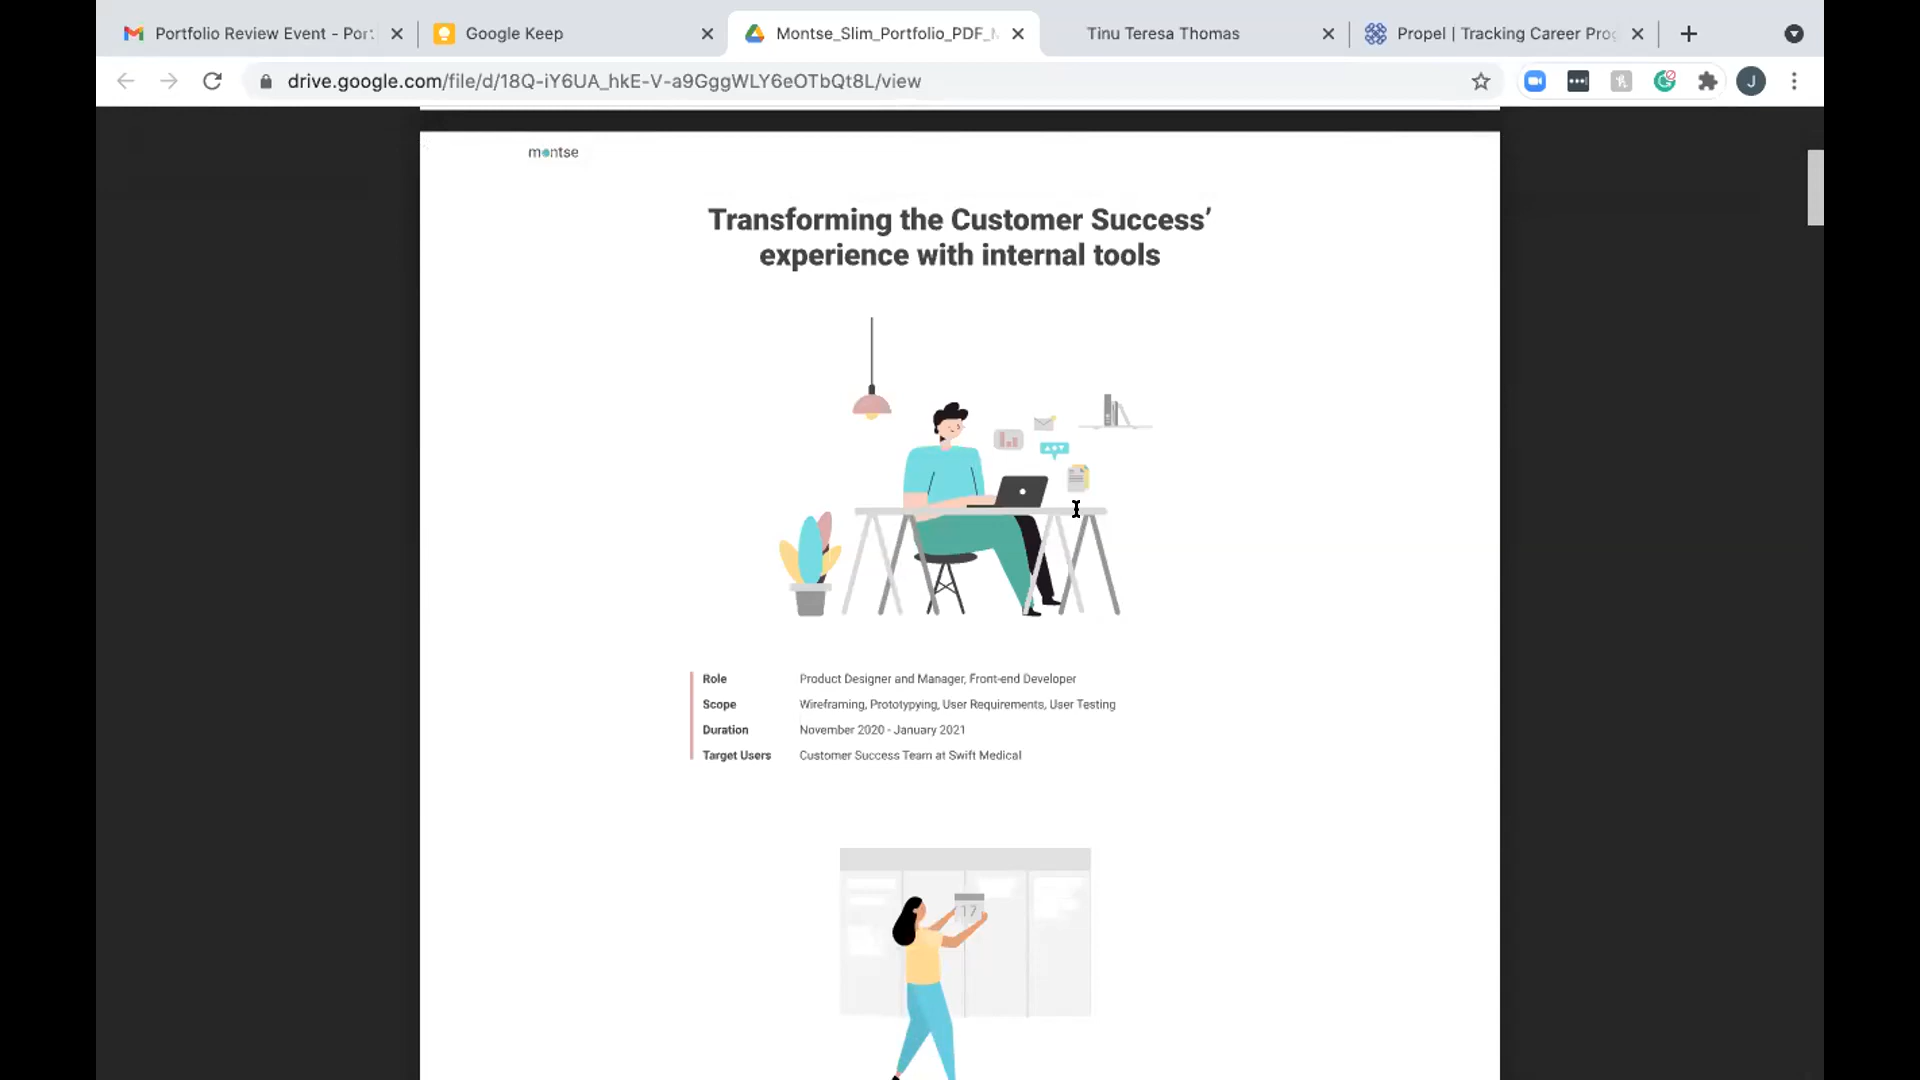 Portfolio Review Event - Por
Google Keep
Montse_Slim_Portfolio_PDF_
Tinu Teresa Thomas
Propel | Tracking Career Pro
drive.google.com/file/d/18Q-iY6UA_hkE-V-a9GggWLY6eOTbQt8L/view
J
montse
Transforming the Customer Success’
experience with internal tools
Role Product Designer and Manager, Front-end Developer
Scope Wireframing, Prototypying, User Requirements, User Testing
Duration November 2020 - January 2021
Target Users Customer Success Team at Swift Medical
17